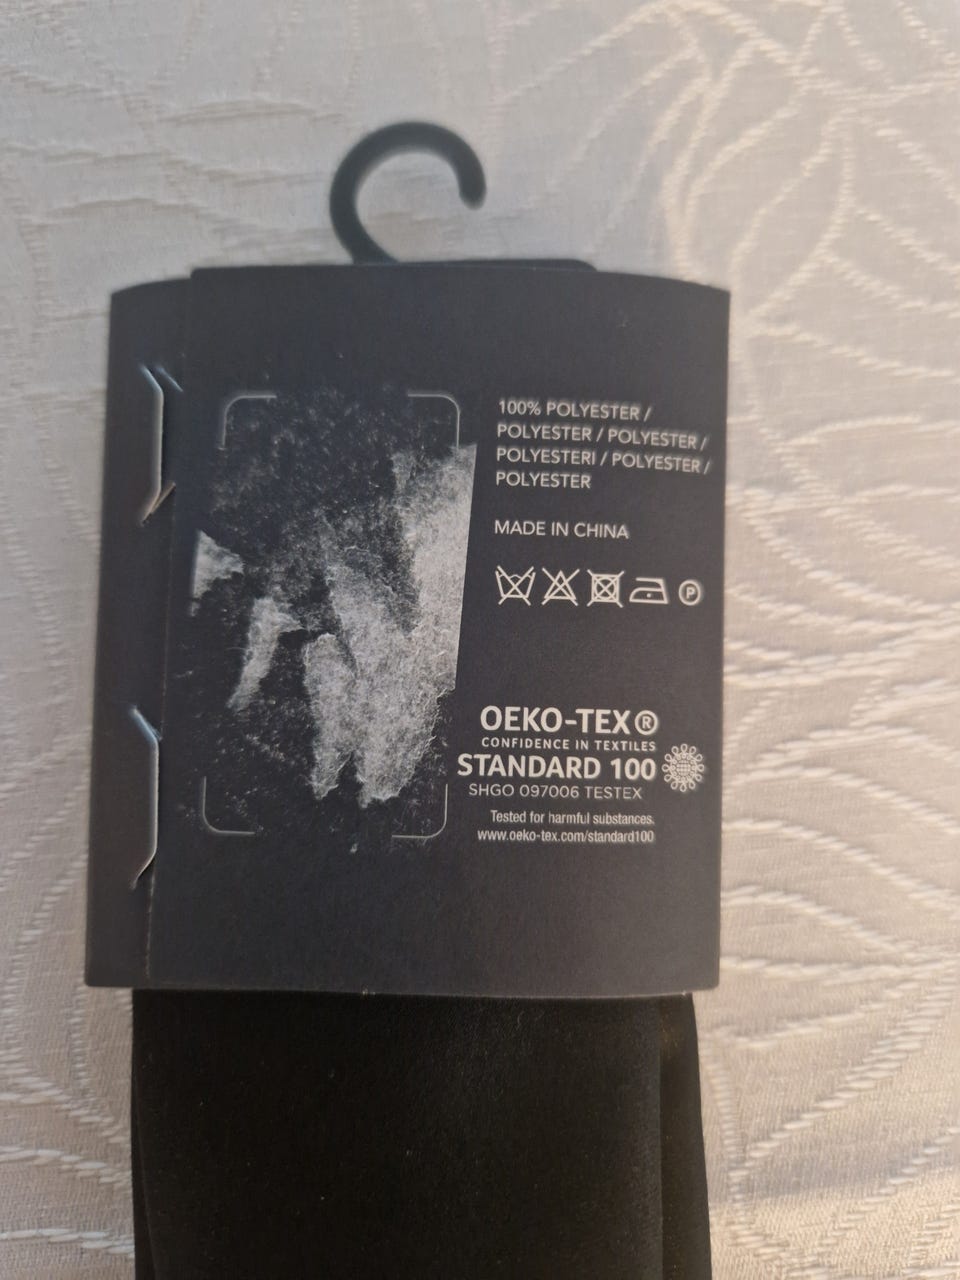 100% POLYESTER /
POLYESTER / POLYESTER /
POLYESTERI / POLYESTER /
POLYESTER
MADE IN CHINA
P
OEKO-TEX®
CONFIDENCE IN TEXTILES
STANDARD 100
SHGO 097006 TESTEX
Tested for harmful substances.
www.oeko-tex.com/standard100